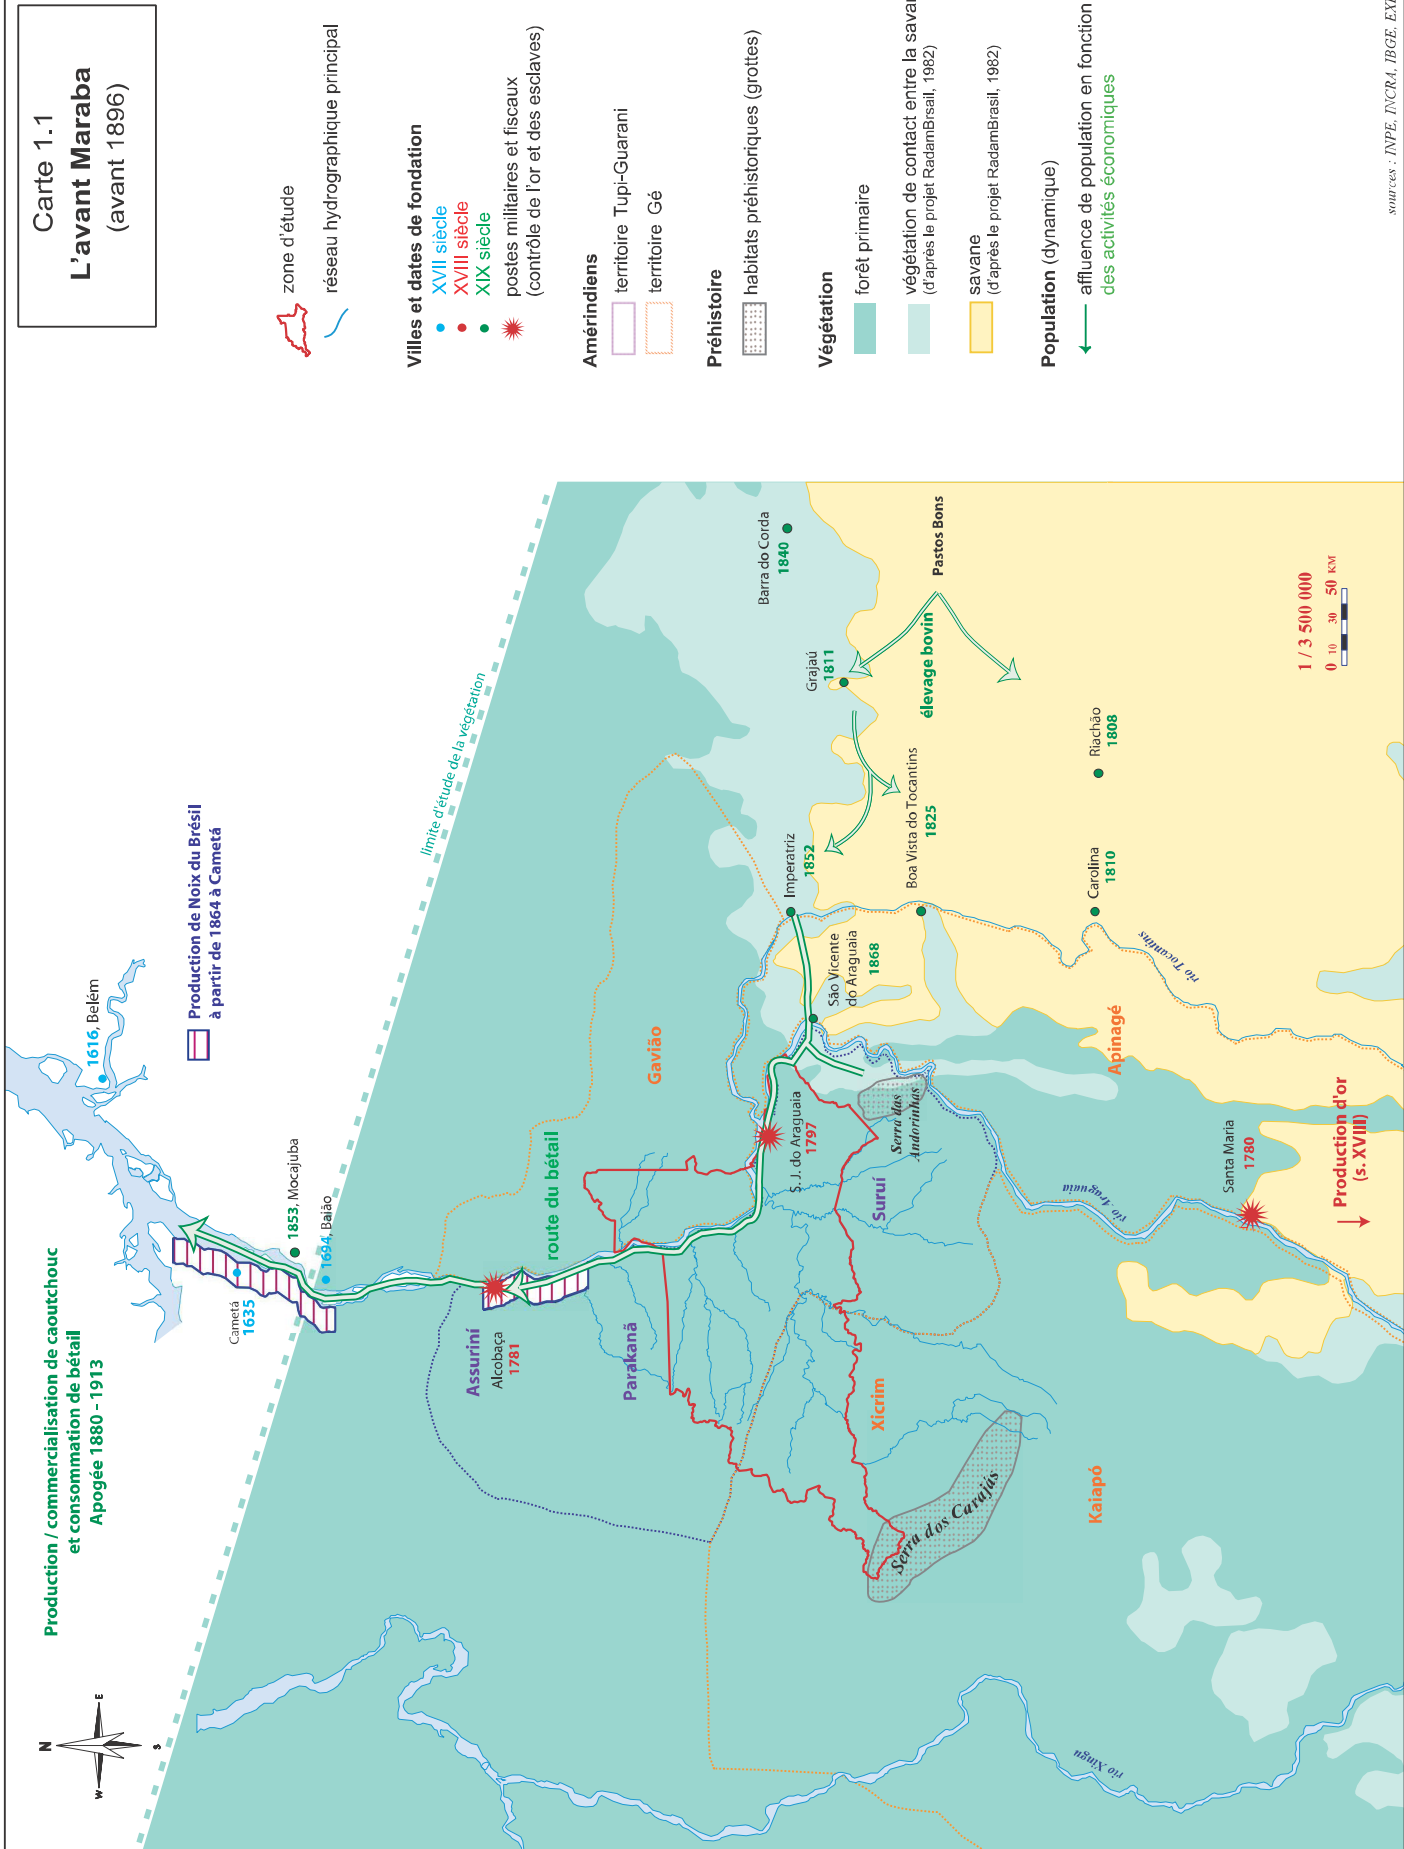 Carte 1.1
L'avant Maraba
(avant 1896)
zone d'étude
réseau hydrographique principal
Villes et dates de fondation
XVII siècle
XVIII siècle
XIX siècle
postes militaires et fiscaux
(contrôle de l'or et des esclaves)
Amérindiens
territoire Tupi-Guarani
territoire Gé
Préhistoire
habitats préhistoriques (grottes)
Végétation
forêt primaire
végétation de contact entre la savan
(d'après le projet RadamBrsail, 1982)
savane
(d'après le projet RadamBrasil, 1982)
Population (dynamique)
affluence de population en fonction
des activités économiques
sources : INPE, INCRA, IBGE, EXE
N
W
E
S
Production / commercialisation de caoutchouc
et consommation de bétail
Apogée 1880 - 1913
1616, Belém
Production de Noix du Brésil
à partir de 1864 à Cametá
Cametá
1635
1853, Mocajuba
1694, Baião
limite d'étude de la végétation
Assuriní
Alcobaça
1781
route du bétail
Parakanã
Gavião
Barra do Corda
1840
Grajaú
1811
Pastos Bons
élevage bovin
Imperatriz
1852
São Vicente
do Araguaia
1868
Boa Vista do Tocantins
1825
S. J. do Araguaia
1797
Suruí
Serra das
Andorinhas
Xicrim
Serra dos Carajás
Kaiapó
Riachão
1808
Carolina
1810
rio Tocantins
Apinagé
rio Araguaia
Santa Maria
1780
Production d'or
(s. XVIII)
rio Xingu
1 / 3 500 000
0 10 30 50 KM